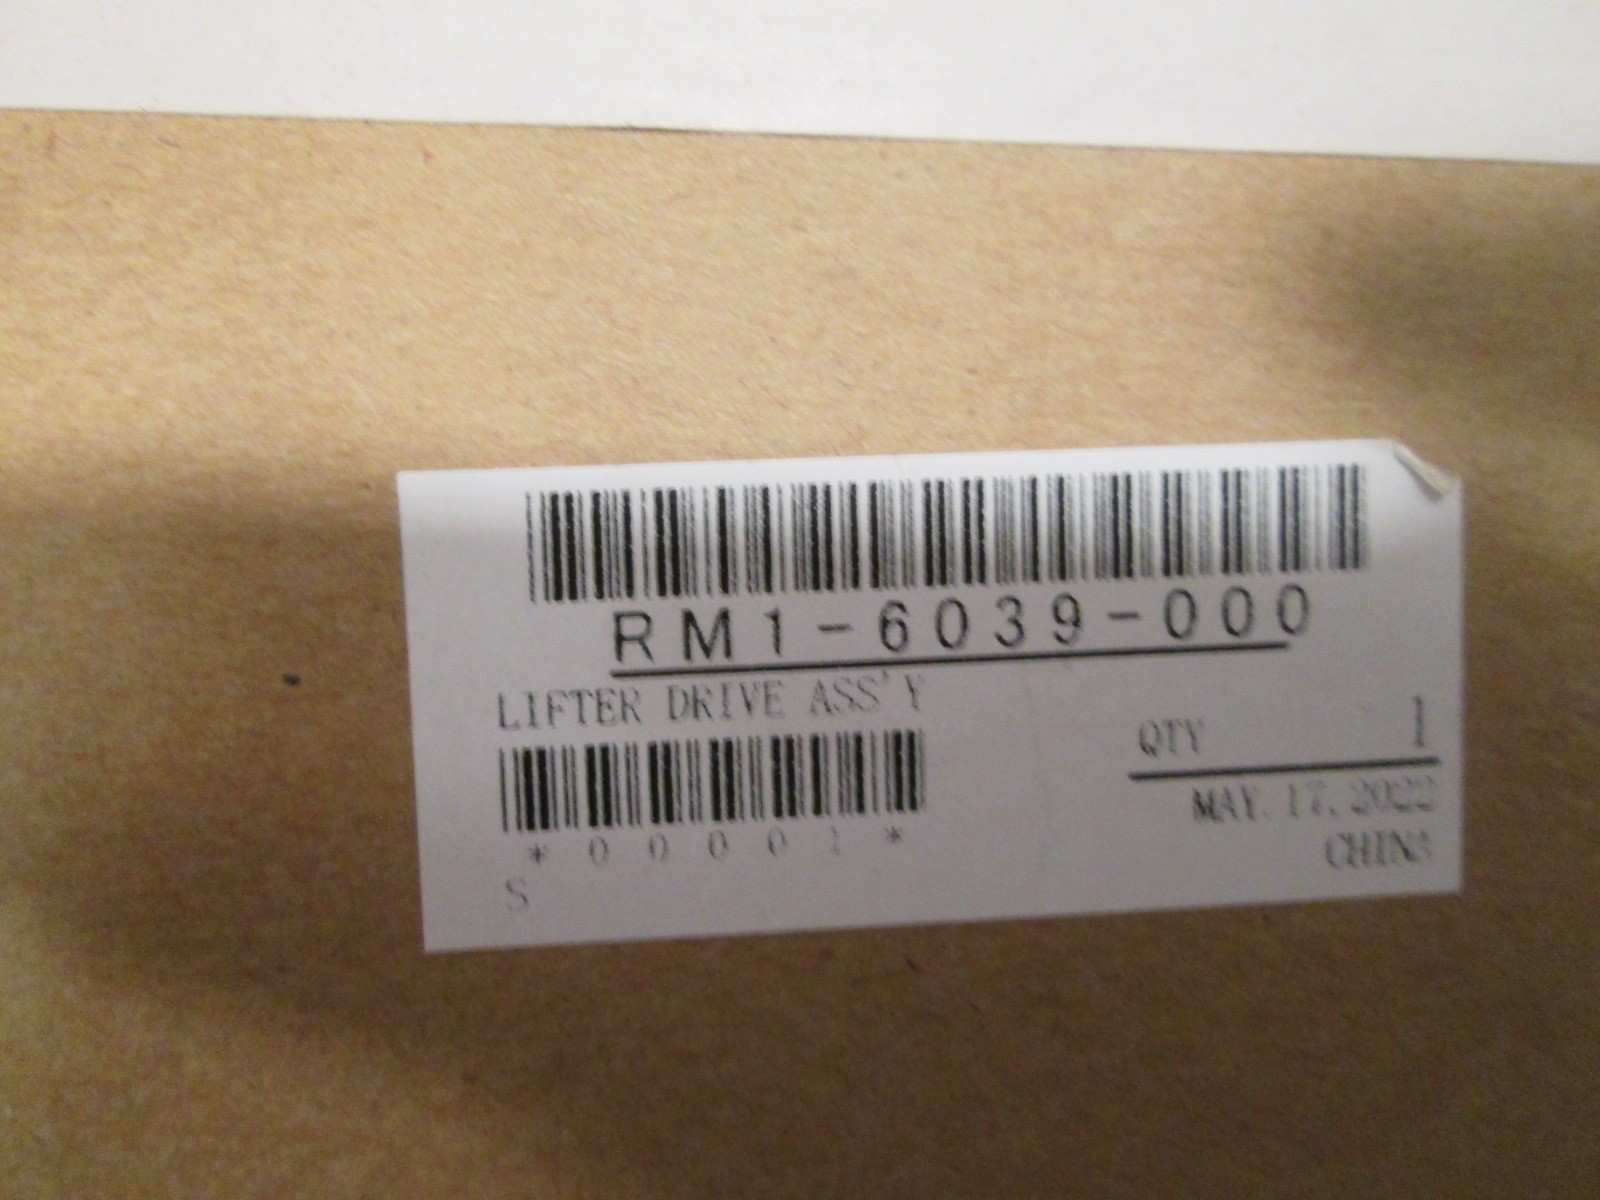 RM1-6039-000
LIFTER DRIVE ASS'Y
QTY 1
*00001*
MAY. 17, 2022
CHINA
S